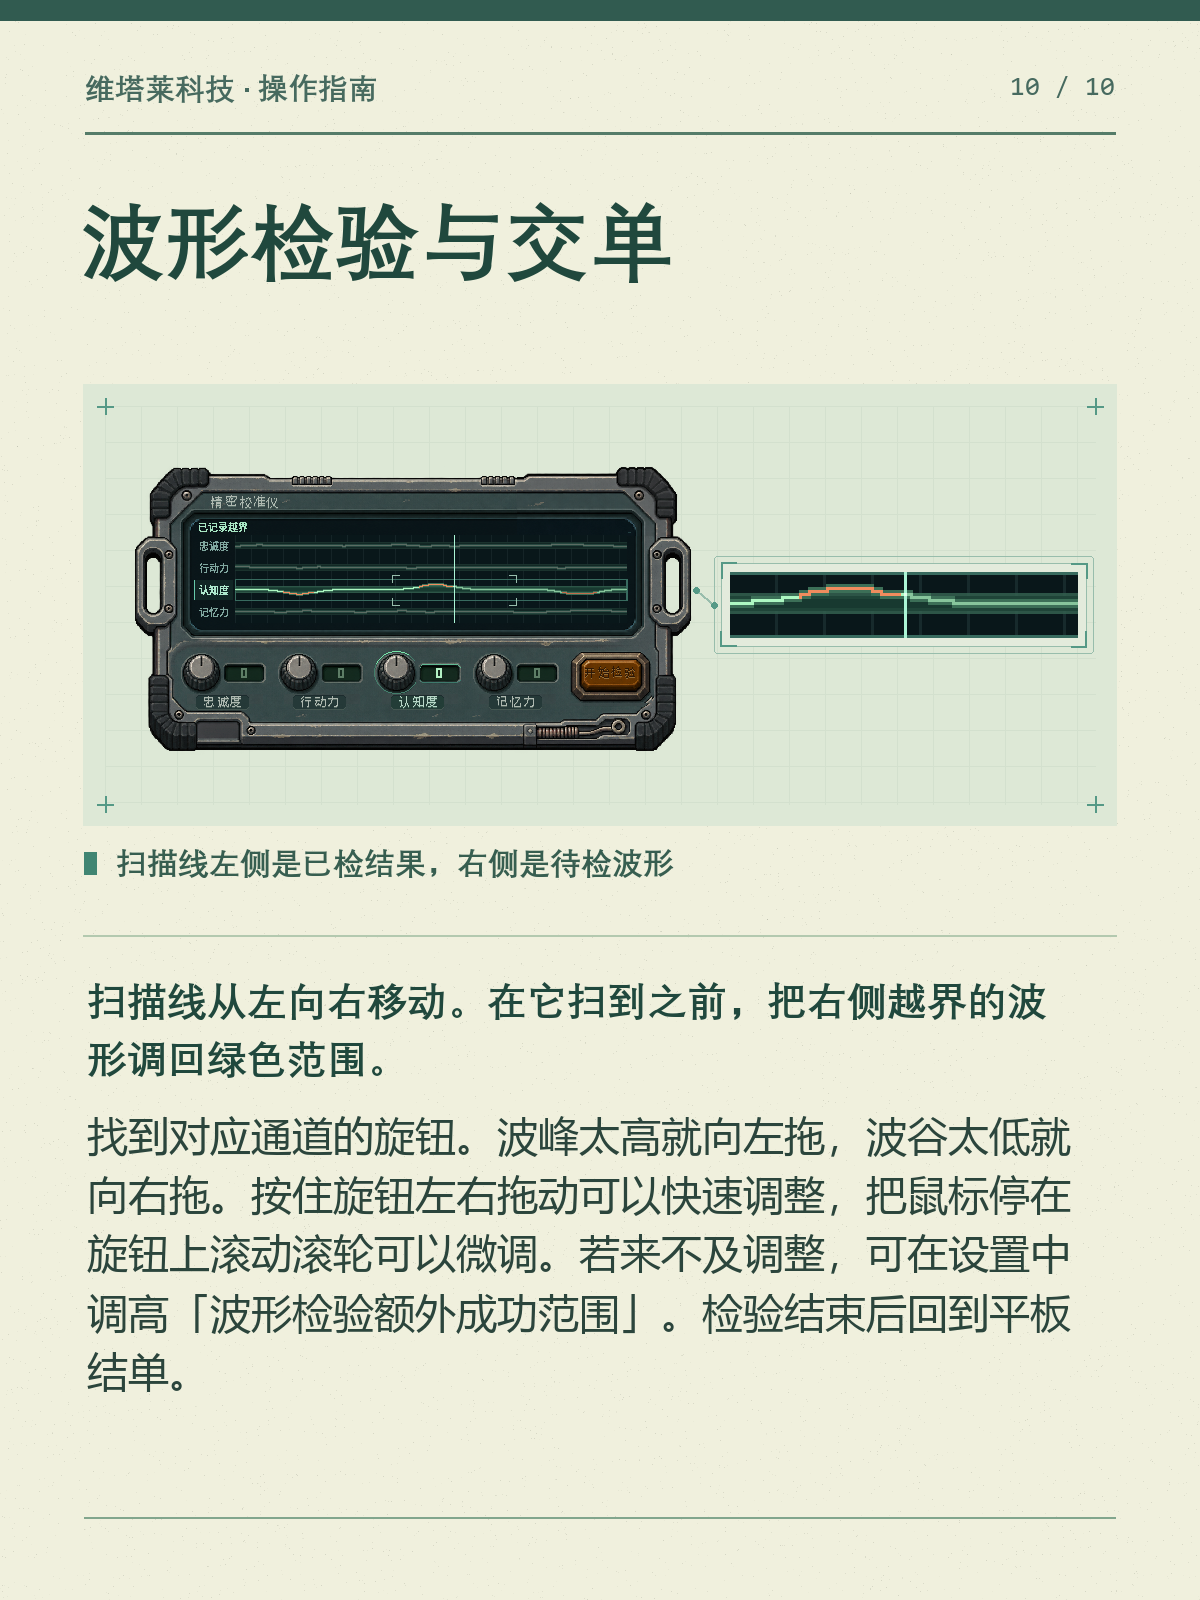 维塔莱科技 · 操作指南
10 / 10
波形检验与交单
精密校准仪
已记录越界
忠诚度
行动力
认知度
记忆力
0
0
0
0
开始检验
忠诚度
行动力
认知度
记忆力
扫描线左侧是已检结果，右侧是待检波形
扫描线从左向右移动。在它扫到之前，把右侧越界的波
形调回绿色范围。
找到对应通道的旋钮。波峰太高就向左拖，波谷太低就
向右拖。按住旋钮左右拖动可以快速调整，把鼠标停在
旋钮上滚动滚轮可以微调。若来不及调整，可在设置中
调高「波形检验额外成功范围」。检验结束后回到平板
结单。